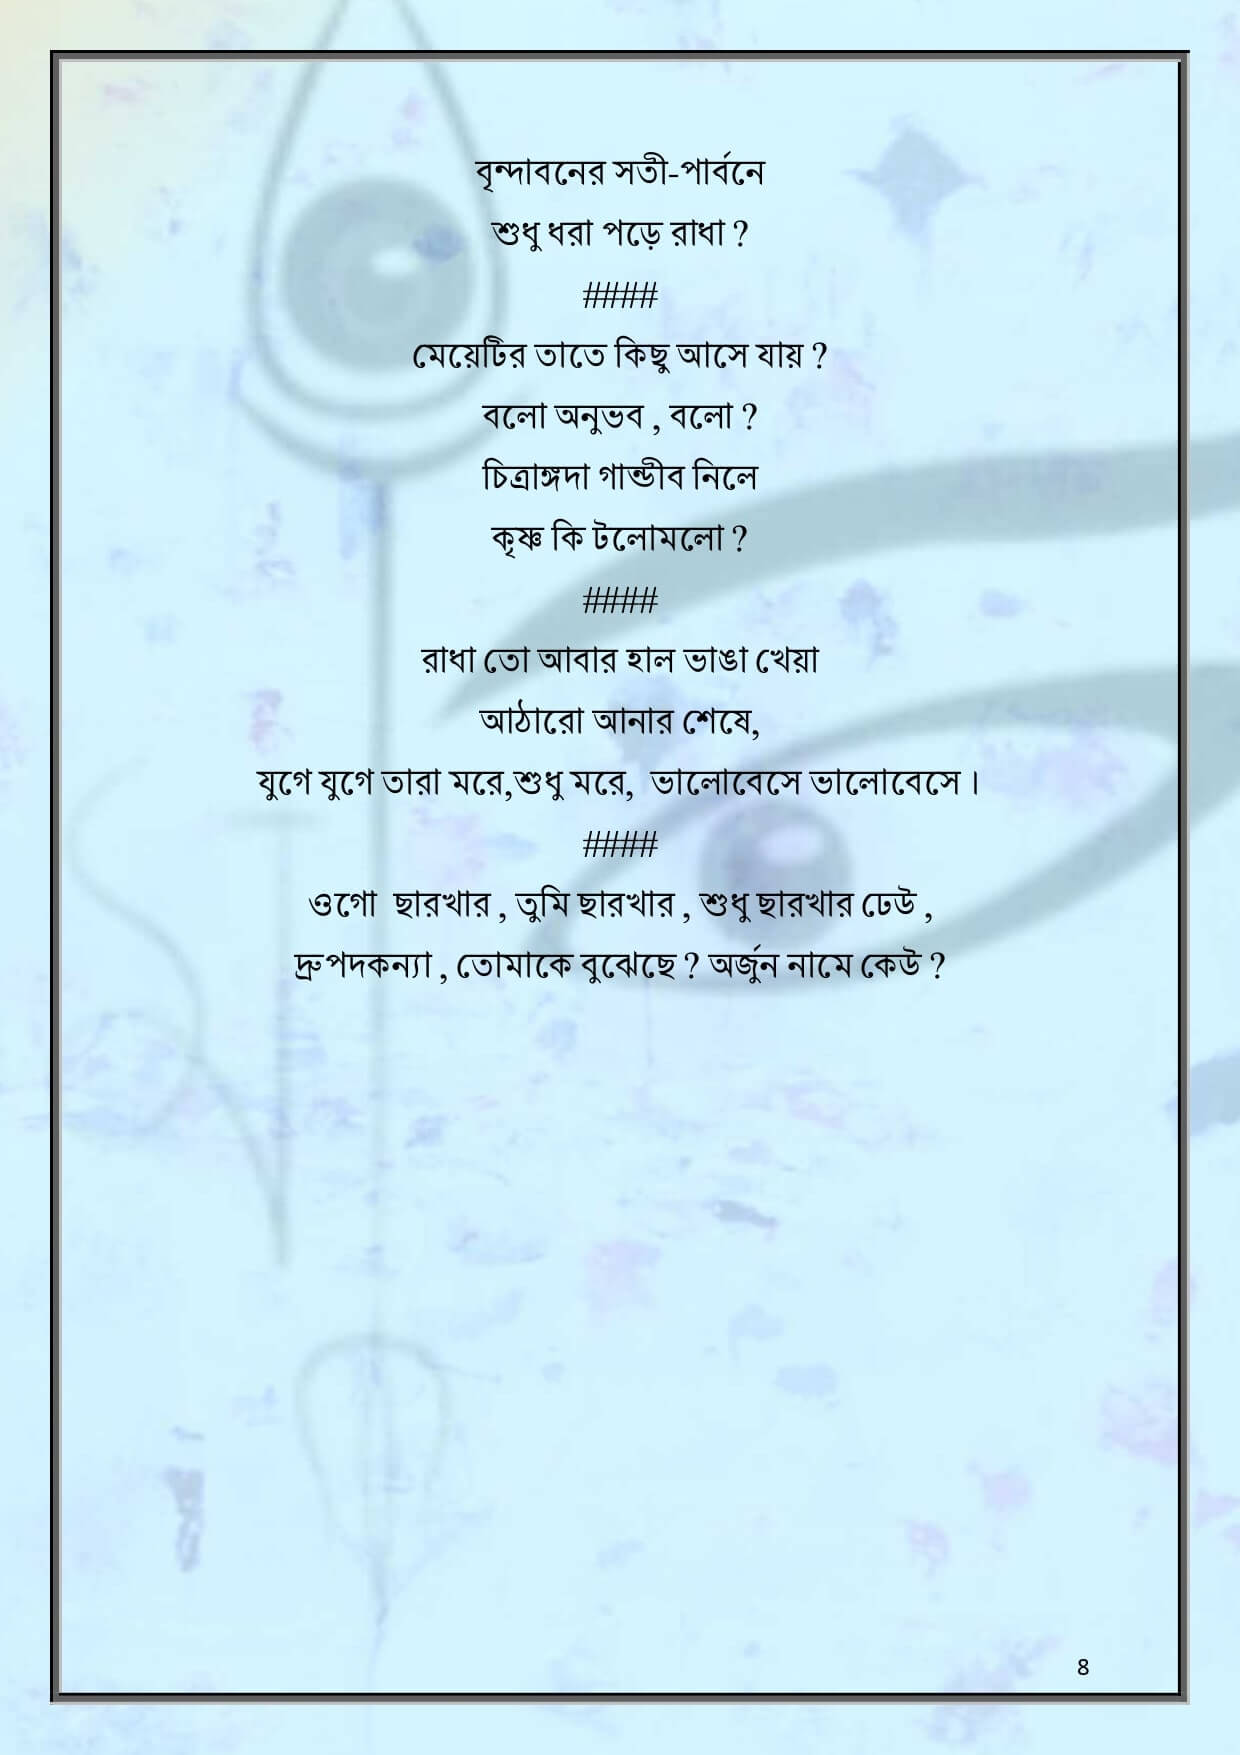 বৃন্দাবনের সতী-পার্বনে
শুধু ধরা পড়ে রাধা ?
####
মেয়েটির তাতে কিছু আসে যায় ?
বলো অনুভব , বলো ?
চিত্রাঙ্গদা গান্ডীব নিলে
কৃষ্ণ কি টলোমলো ?
####
রাধা তো আবার হাল ভাঙা খেয়া
আঠারো আনার শেষে,
যুগে যুগে তারা মরে,শুধু মরে, ভালোবেসে ভালোবেসে ।
####
ওগো ছারখার , তুমি ছারখার , শুধু ছারখার ঢেউ ,
দ্রুপদকন্যা , তোমাকে বুঝেছে ? অর্জুন নামে কেউ ?
8